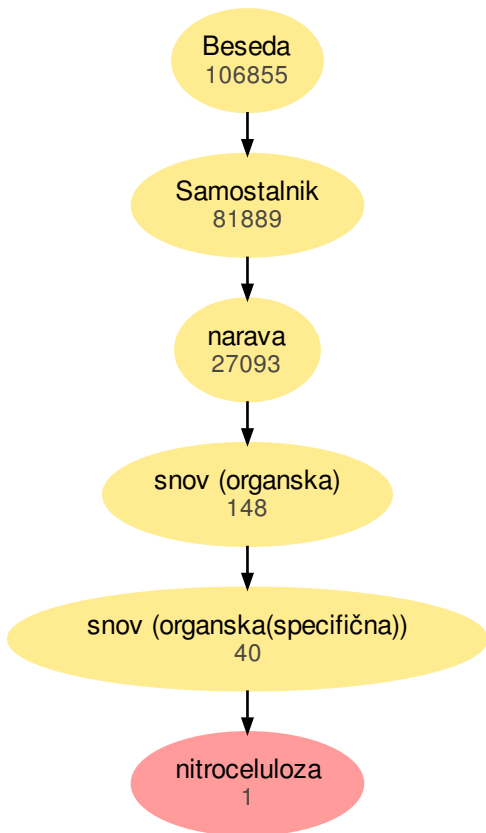 Beseda
106855
Samostalnik
81889
narava
27093
snov (organska)
148
snov (organska(specifična))
40
nitroceluloza
1